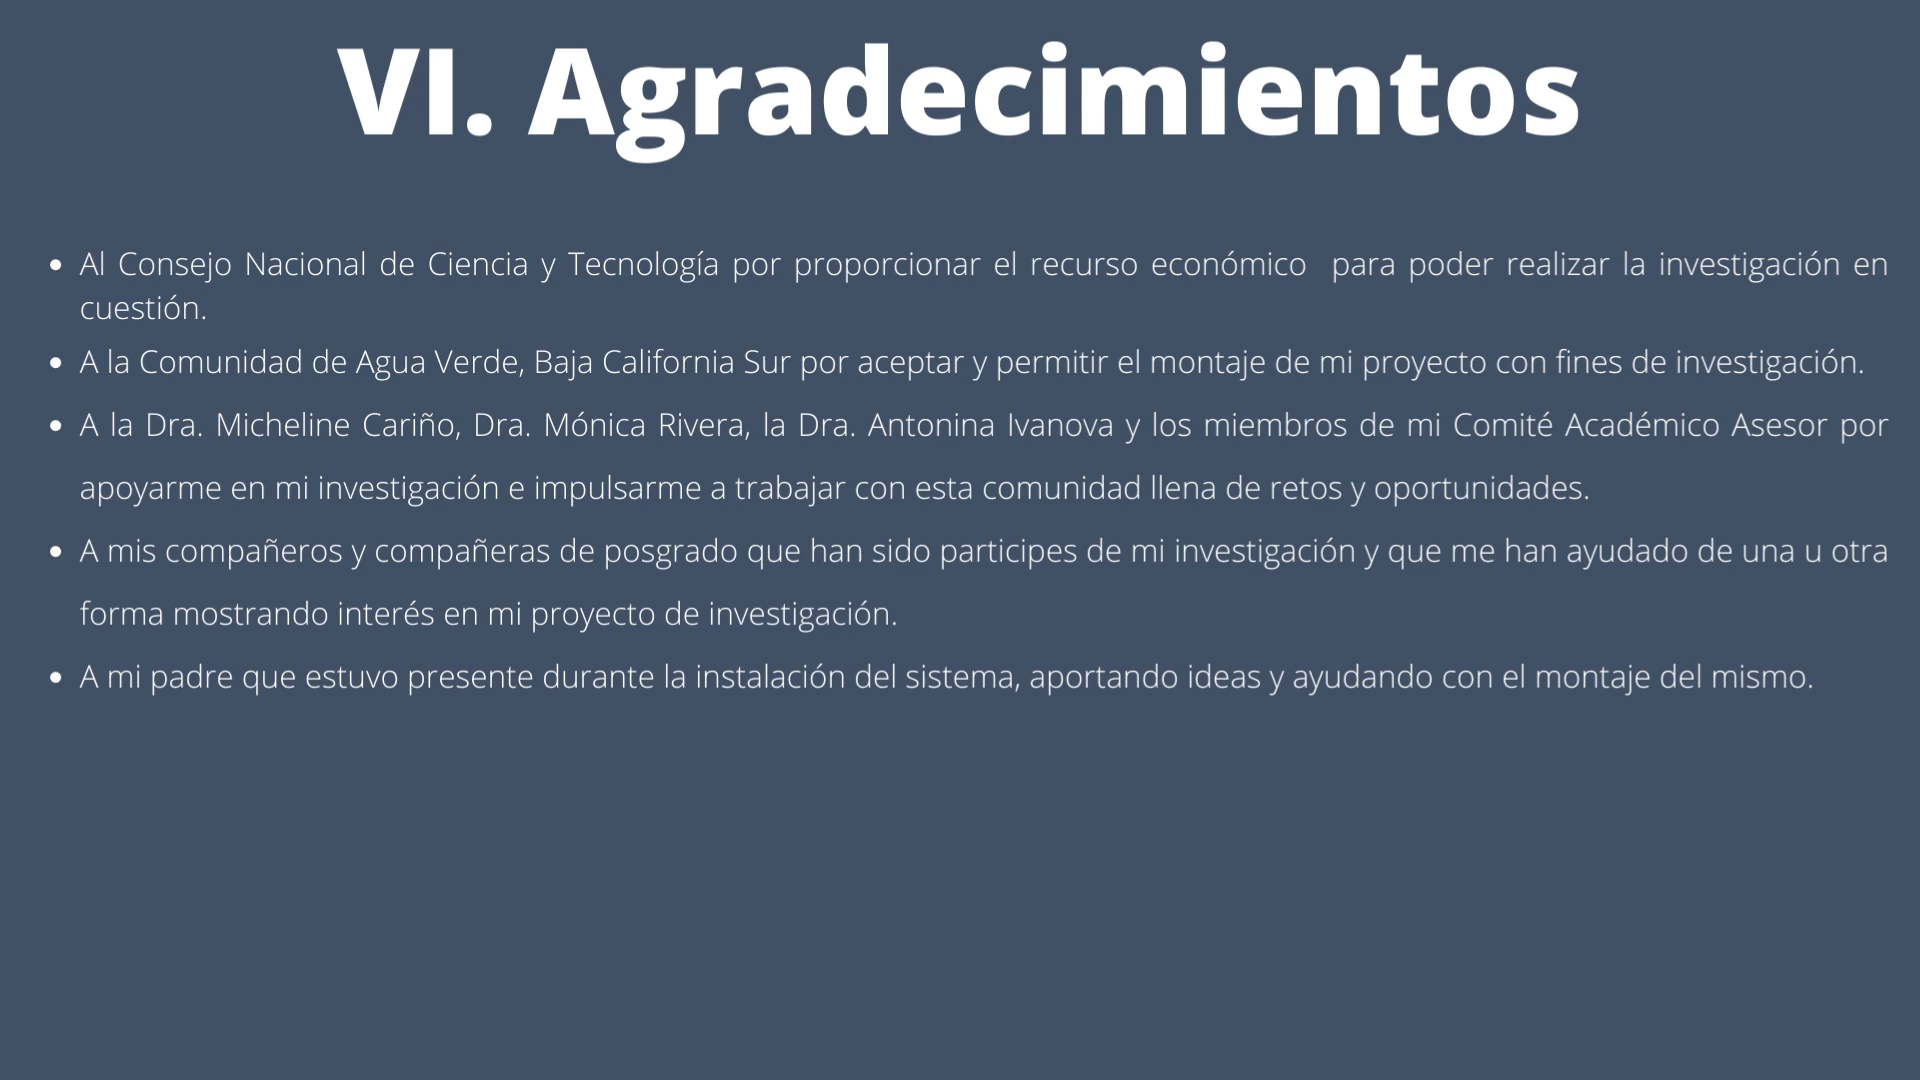 VI. Agradecimientos
• Al Consejo Nacional de Ciencia y Tecnología por proporcionar el recurso económico  para poder realizar la investigación en
cuestión.
• A la Comunidad de Agua Verde, Baja California Sur por aceptar y permitir el montaje de mi proyecto con fines de investigación.
• A la Dra. Micheline Cariño, Dra. Mónica Rivera, la Dra. Antonina Ivanova y los miembros de mi Comité Académico Asesor por
apoyarme en mi investigación e impulsarme a trabajar con esta comunidad llena de retos y oportunidades.
• A mis compañeros y compañeras de posgrado que han sido participes de mi investigación y que me han ayudado de una u otra
forma mostrando interés en mi proyecto de investigación.
• A mi padre que estuvo presente durante la instalación del sistema, aportando ideas y ayudando con el montaje del mismo.